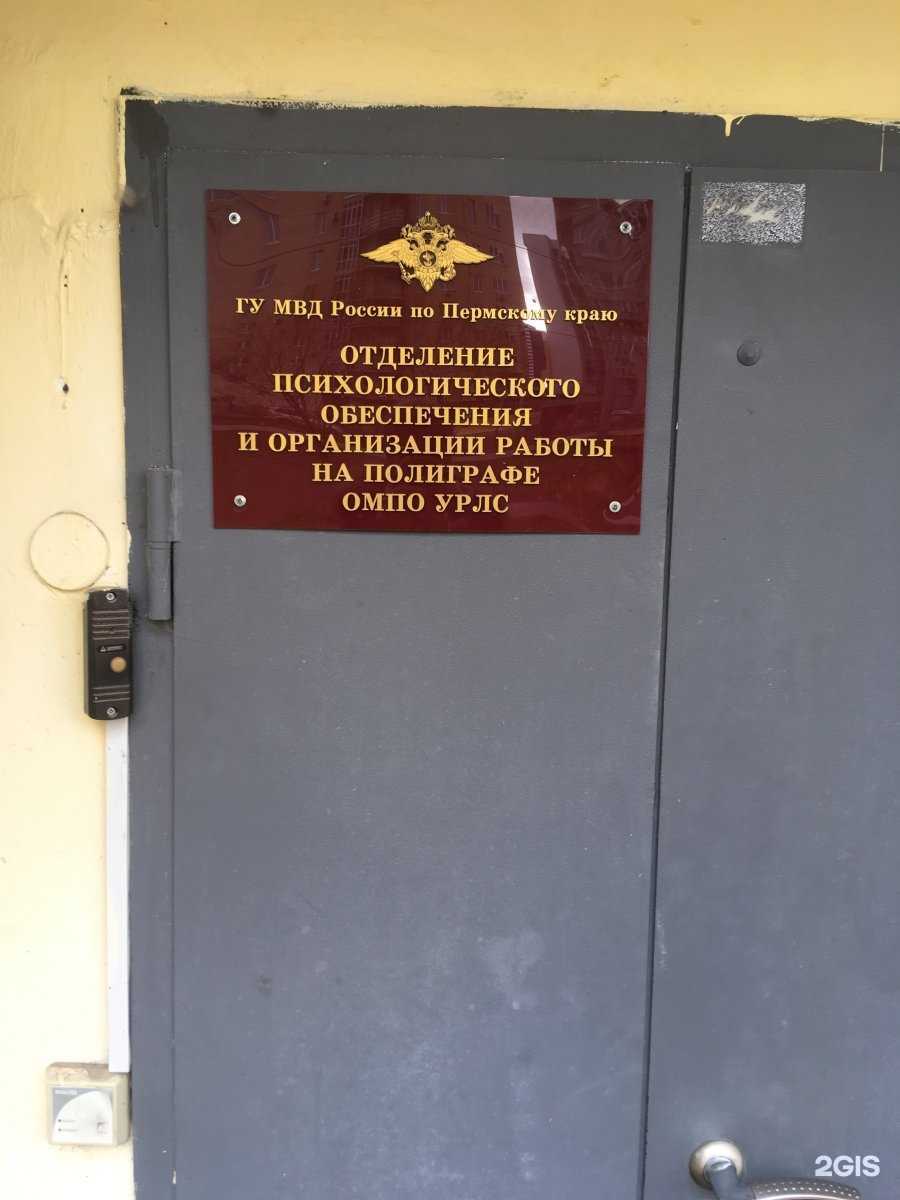 ГУ МВД России по Пермскому краю
ОТДЕЛЕНИЕ
ПСИХОЛОГИЧЕСКОГО
ОБЕСПЕЧЕНИЯ
И ОРГАНИЗАЦИИ РАБОТЫ
НА ПОЛИГРАФЕ
ОМПО УРЛС
2GIS